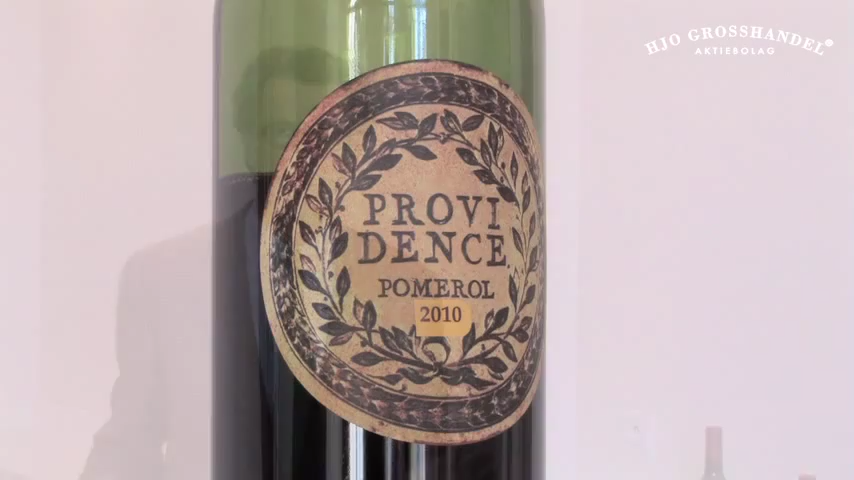 HJO GROSSHANDEL®
AKTIEBOLAG
PROVI
DENCE
POMEROL
2010